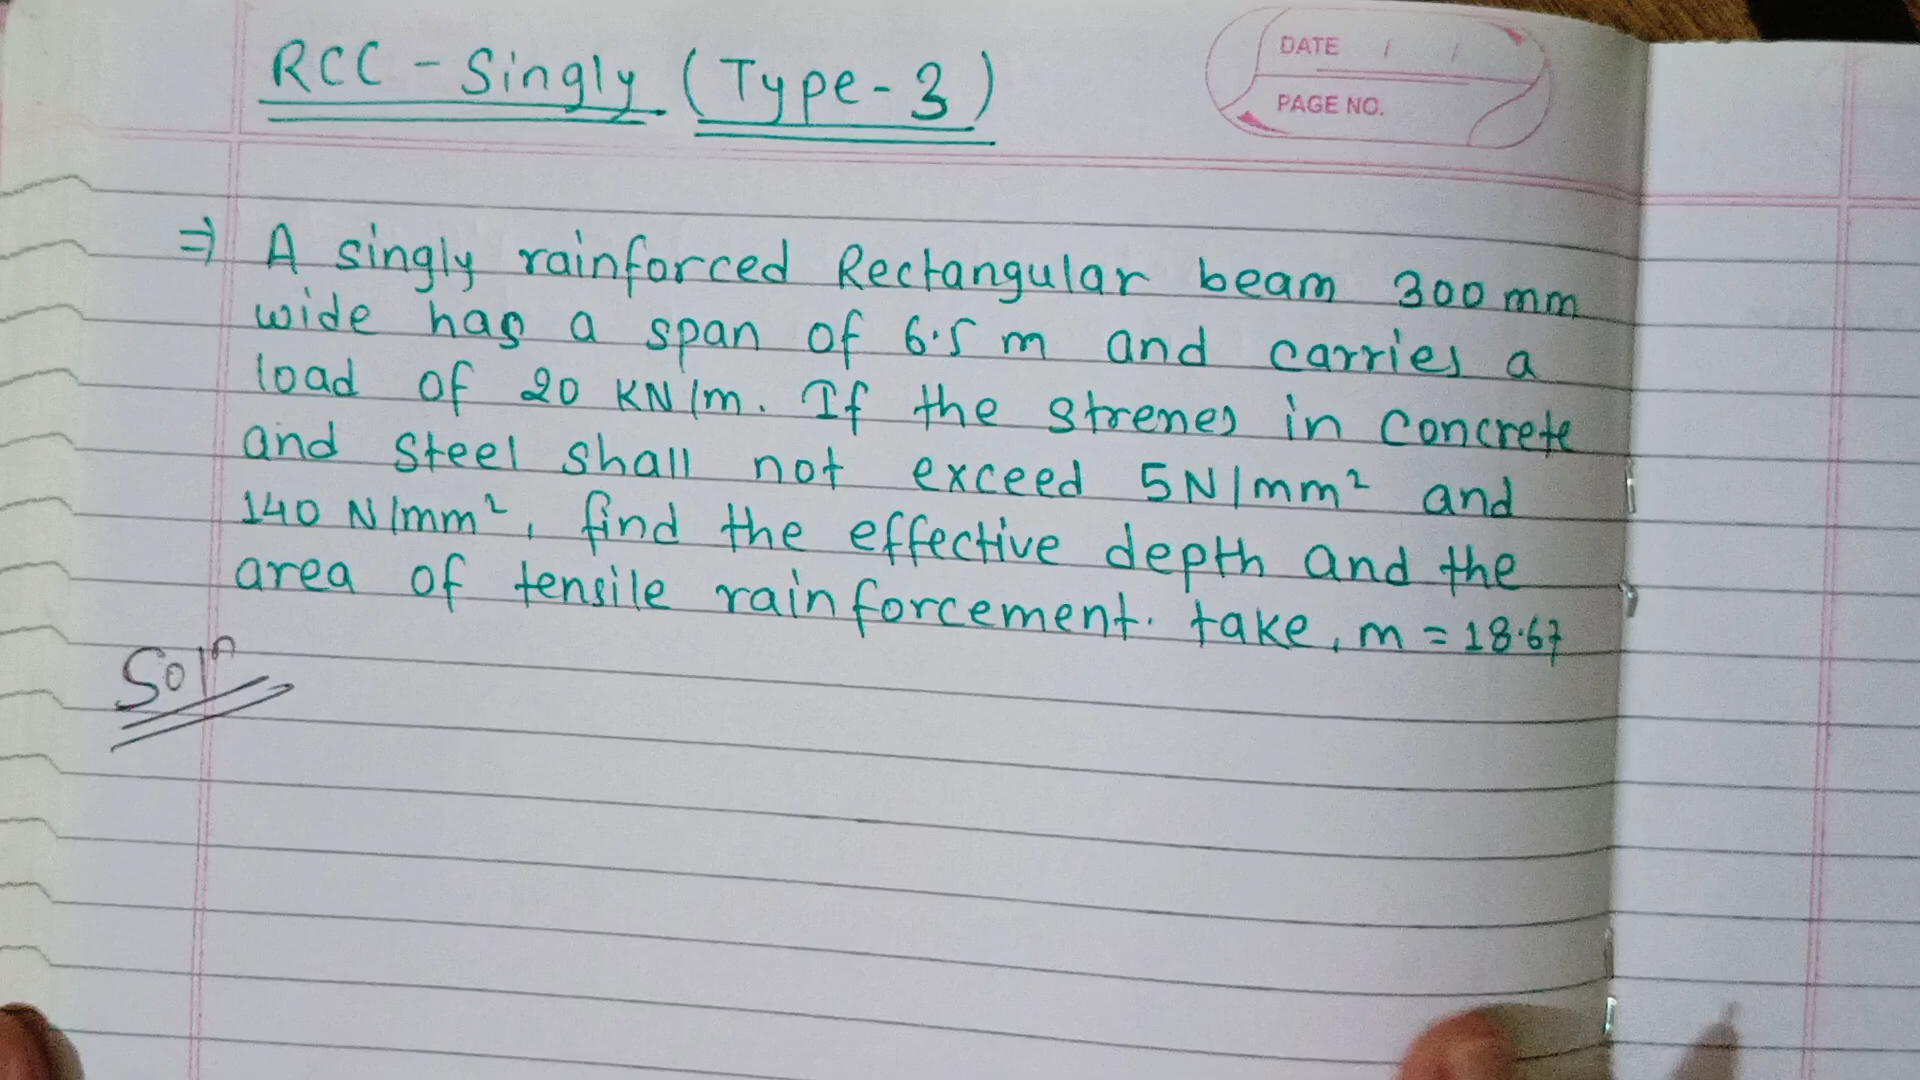 RCC - Singly (Type - 3)
DATE / /
PAGE NO.
⇒ A singly rainforced Rectangular beam 300 mm
wide has a span of 6.5 m and carries a
load of 20 KN/m. If the stresses in concrete
and steel shall not exceed 5N/mm² and
140 N/mm², find the effective depth and the
area of tensile rainforcement. take, m = 18.67
Solⁿ